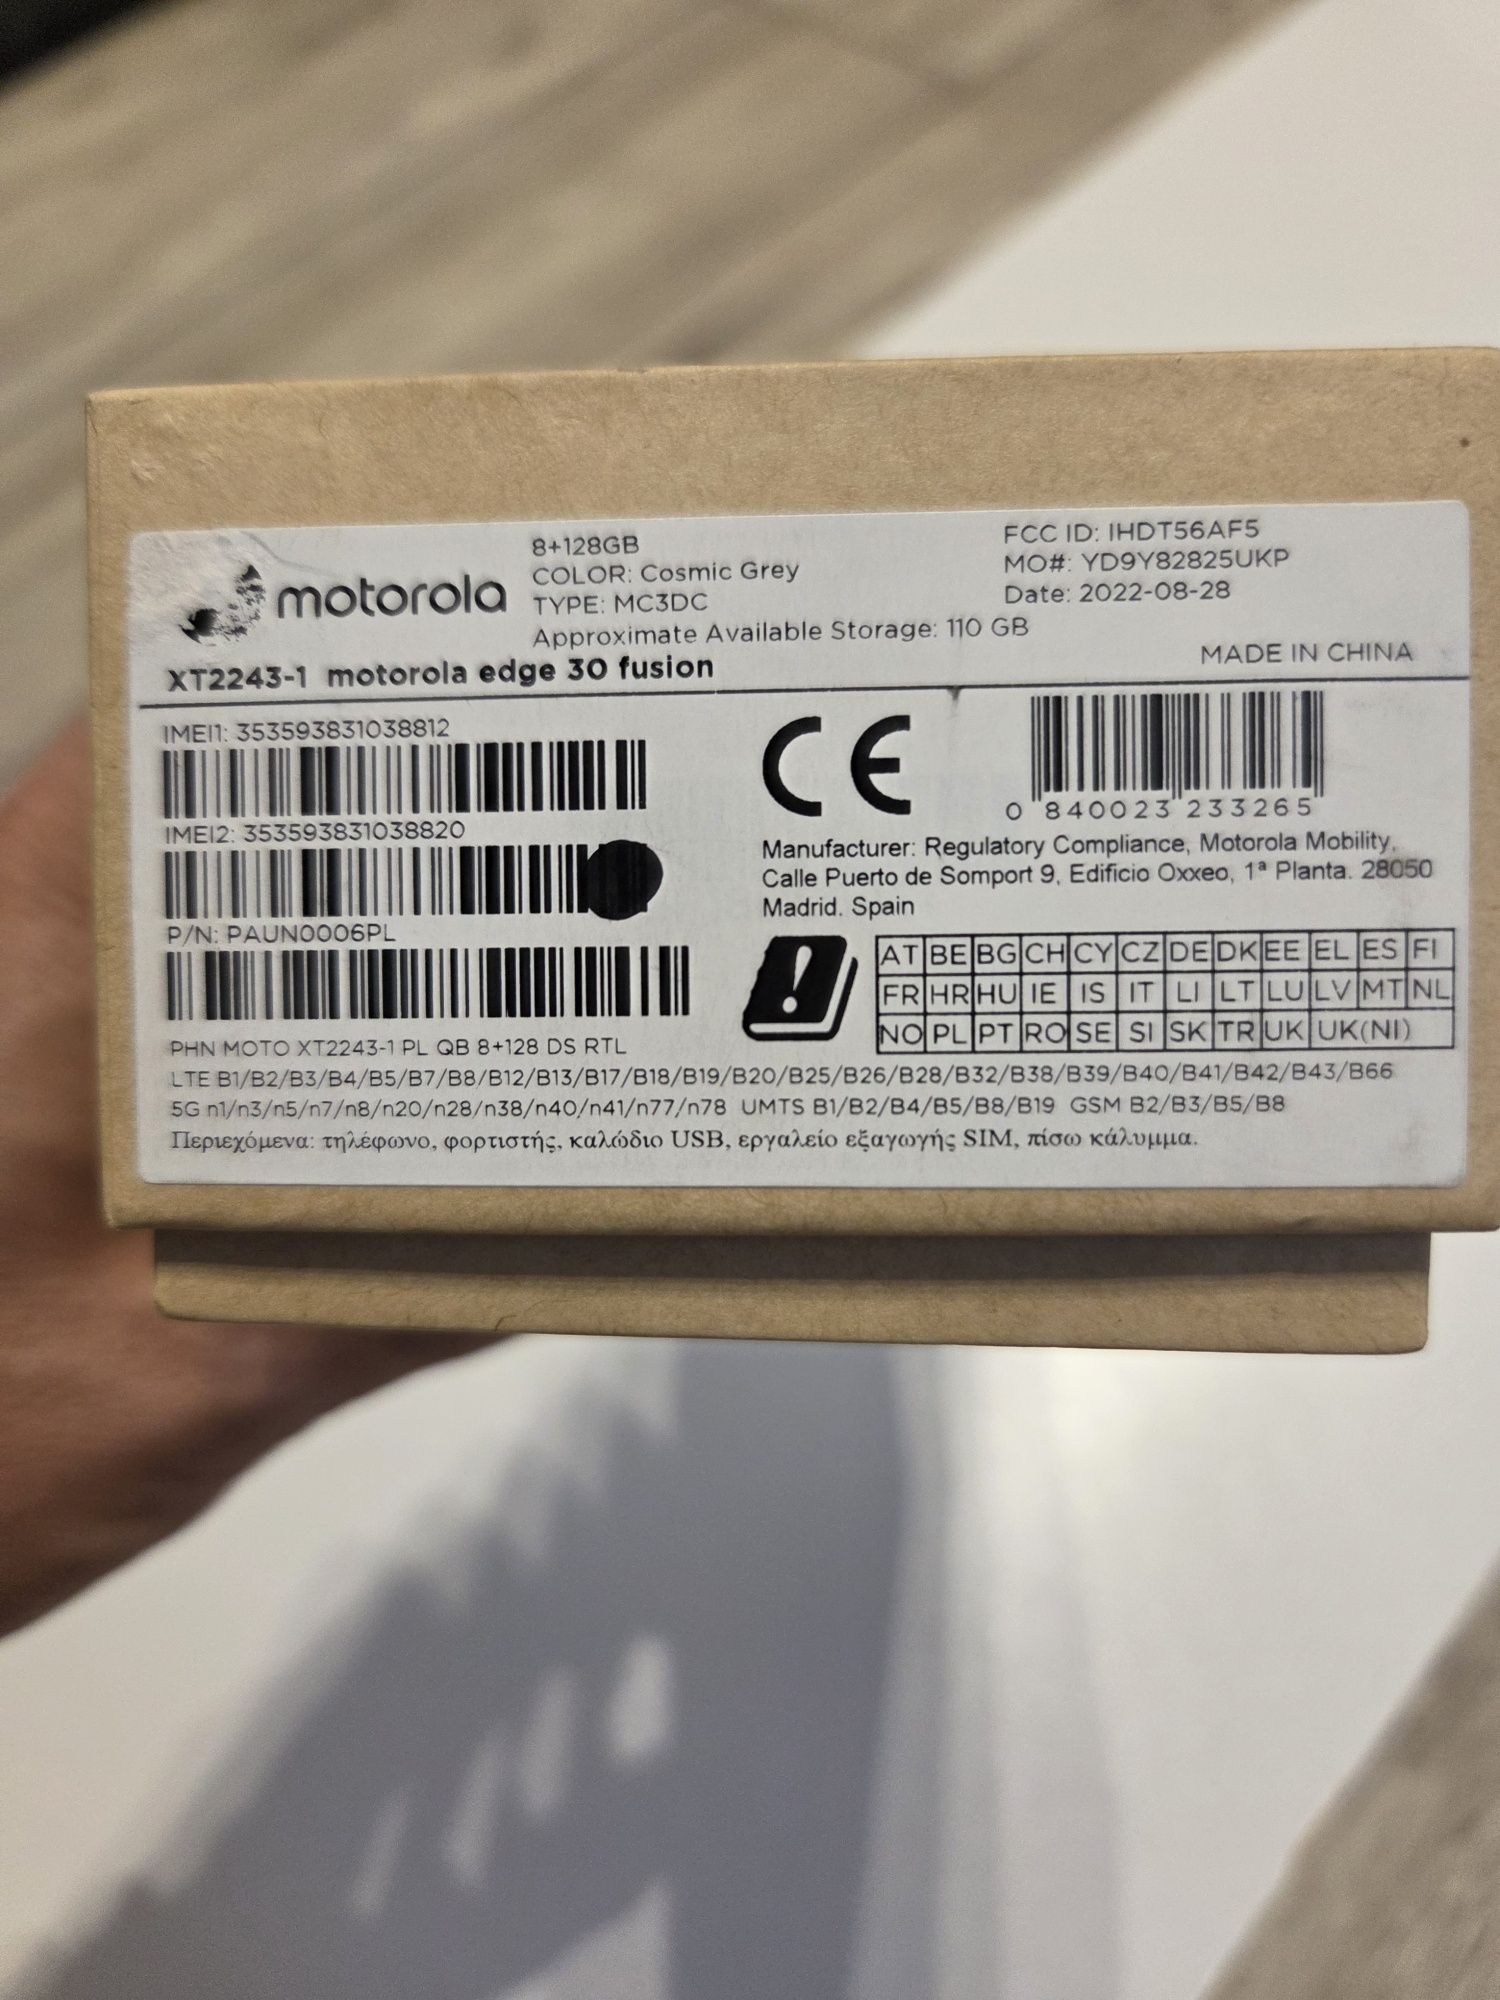 motorola
8+128GB
COLOR: Cosmic Grey
TYPE: MC3DC
Approximate Available Storage: 110 GB
FCC ID: IHDT56AF5
MO#: YD9Y82825UKP
Date: 2022-08-28
MADE IN CHINA
XT2243-1 motorola edge 30 fusion
IMEI1: 353593831038812
IMEI2: 353593831038820
P/N: PAUN0006PL
CE
0 840023 233265
Manufacturer: Regulatory Compliance, Motorola Mobility,
Calle Puerto de Somport 9, Edificio Oxxeo, 1ª Planta. 28050
Madrid. Spain
AT BE BG CH CY CZ DE DK EE EL ES FI
FR HR HU IE IS IT LI LT LU LV MT NL
NO PL PT RO SE SI SK TR UK UK(NI)
PHN MOTO XT2243-1 PL QB 8+128 DS RTL
LTE B1/B2/B3/B4/B5/B7/B8/B12/B13/B17/B18/B19/B20/B25/B26/B28/B32/B38/B39/B40/B41/B42/B43/B66
5G n1/n3/n5/n7/n8/n20/n28/n38/n40/n41/n77/n78 UMTS B1/B2/B4/B5/B8/B19 GSM B2/B3/B5/B8
Περιεχόμενα: τηλέφωνο, φορτιστής, καλώδιο USB, εργαλείο εξαγωγής SIM, πίσω κάλυμμα.